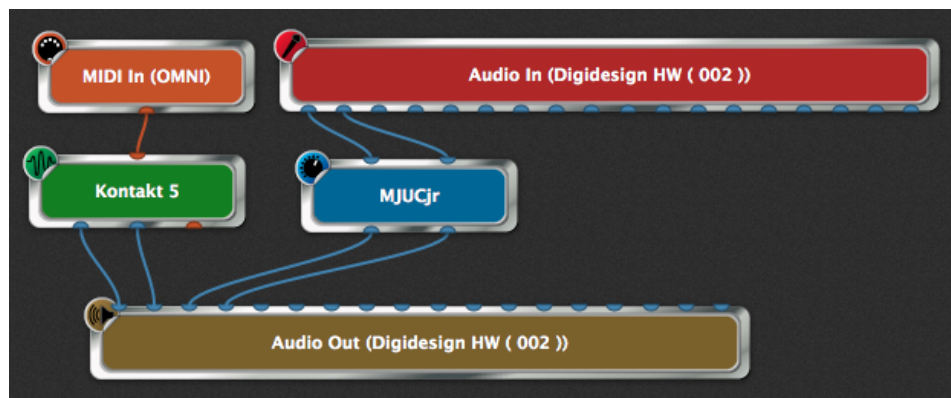 MIDI In (OMNI)
Audio In (Digidesign HW ( 002 ))
Kontakt 5
MJUCjr
Audio Out (Digidesign HW ( 002 ))